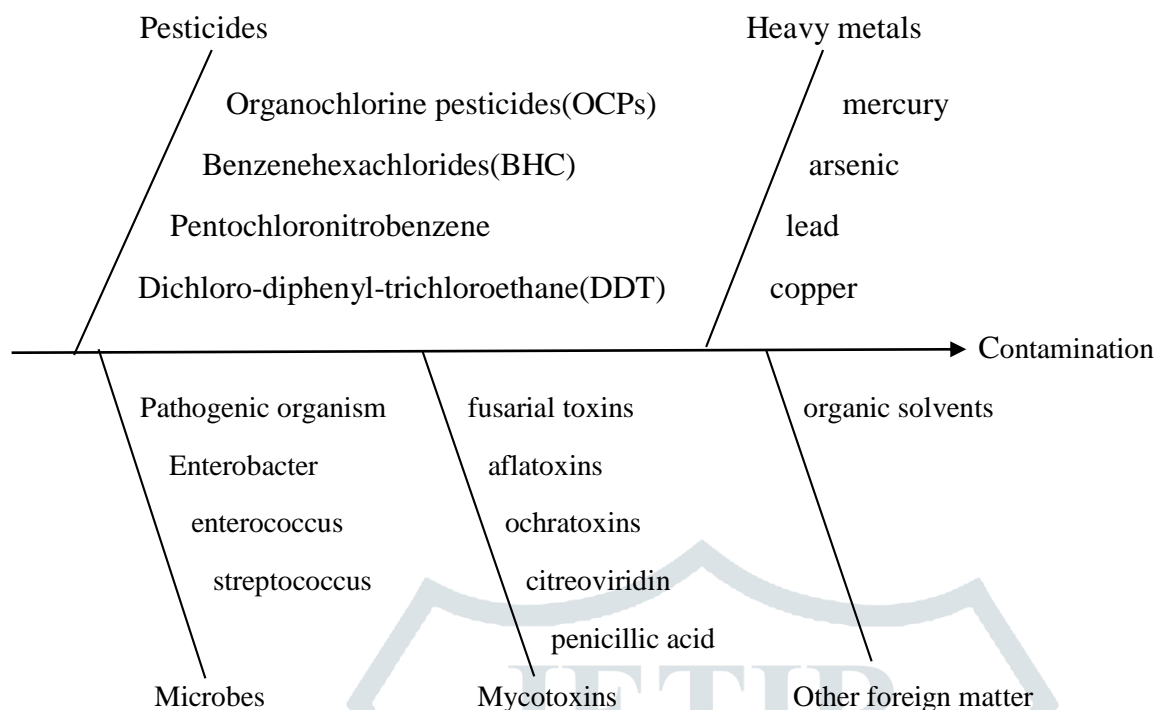 Pesticides
Heavy metals
Organochlorine pesticides(OCPs)
mercury
Benzenehexachlorides(BHC)
arsenic
Pentochloronitrobenzene
lead
Dichloro-diphenyl-trichloroethane(DDT)
copper
Contamination
Pathogenic organism
fusarial toxins
organic solvents
Enterobacter
aflatoxins
enterococcus
ochratoxins
streptococcus
citreoviridin
penicillic acid
JETIR
Microbes
Mycotoxins
Other foreign matter